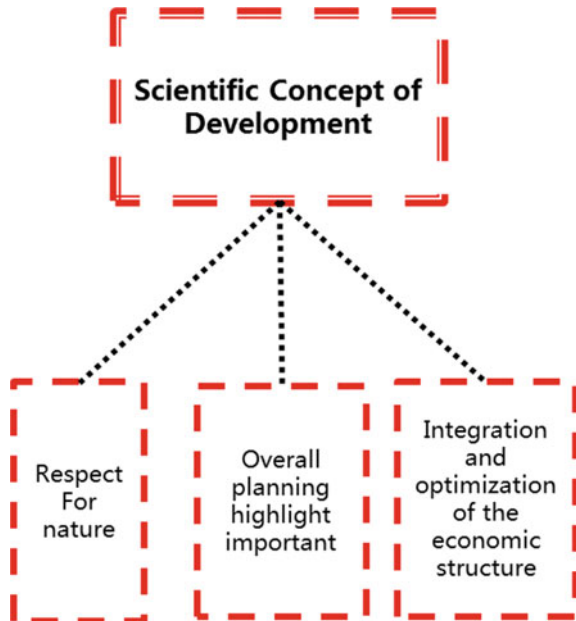 Scientific Concept of
Development
Respect
For
nature
Overall
planning
highlight
important
Integration
and
optimization
of the
economic
structure